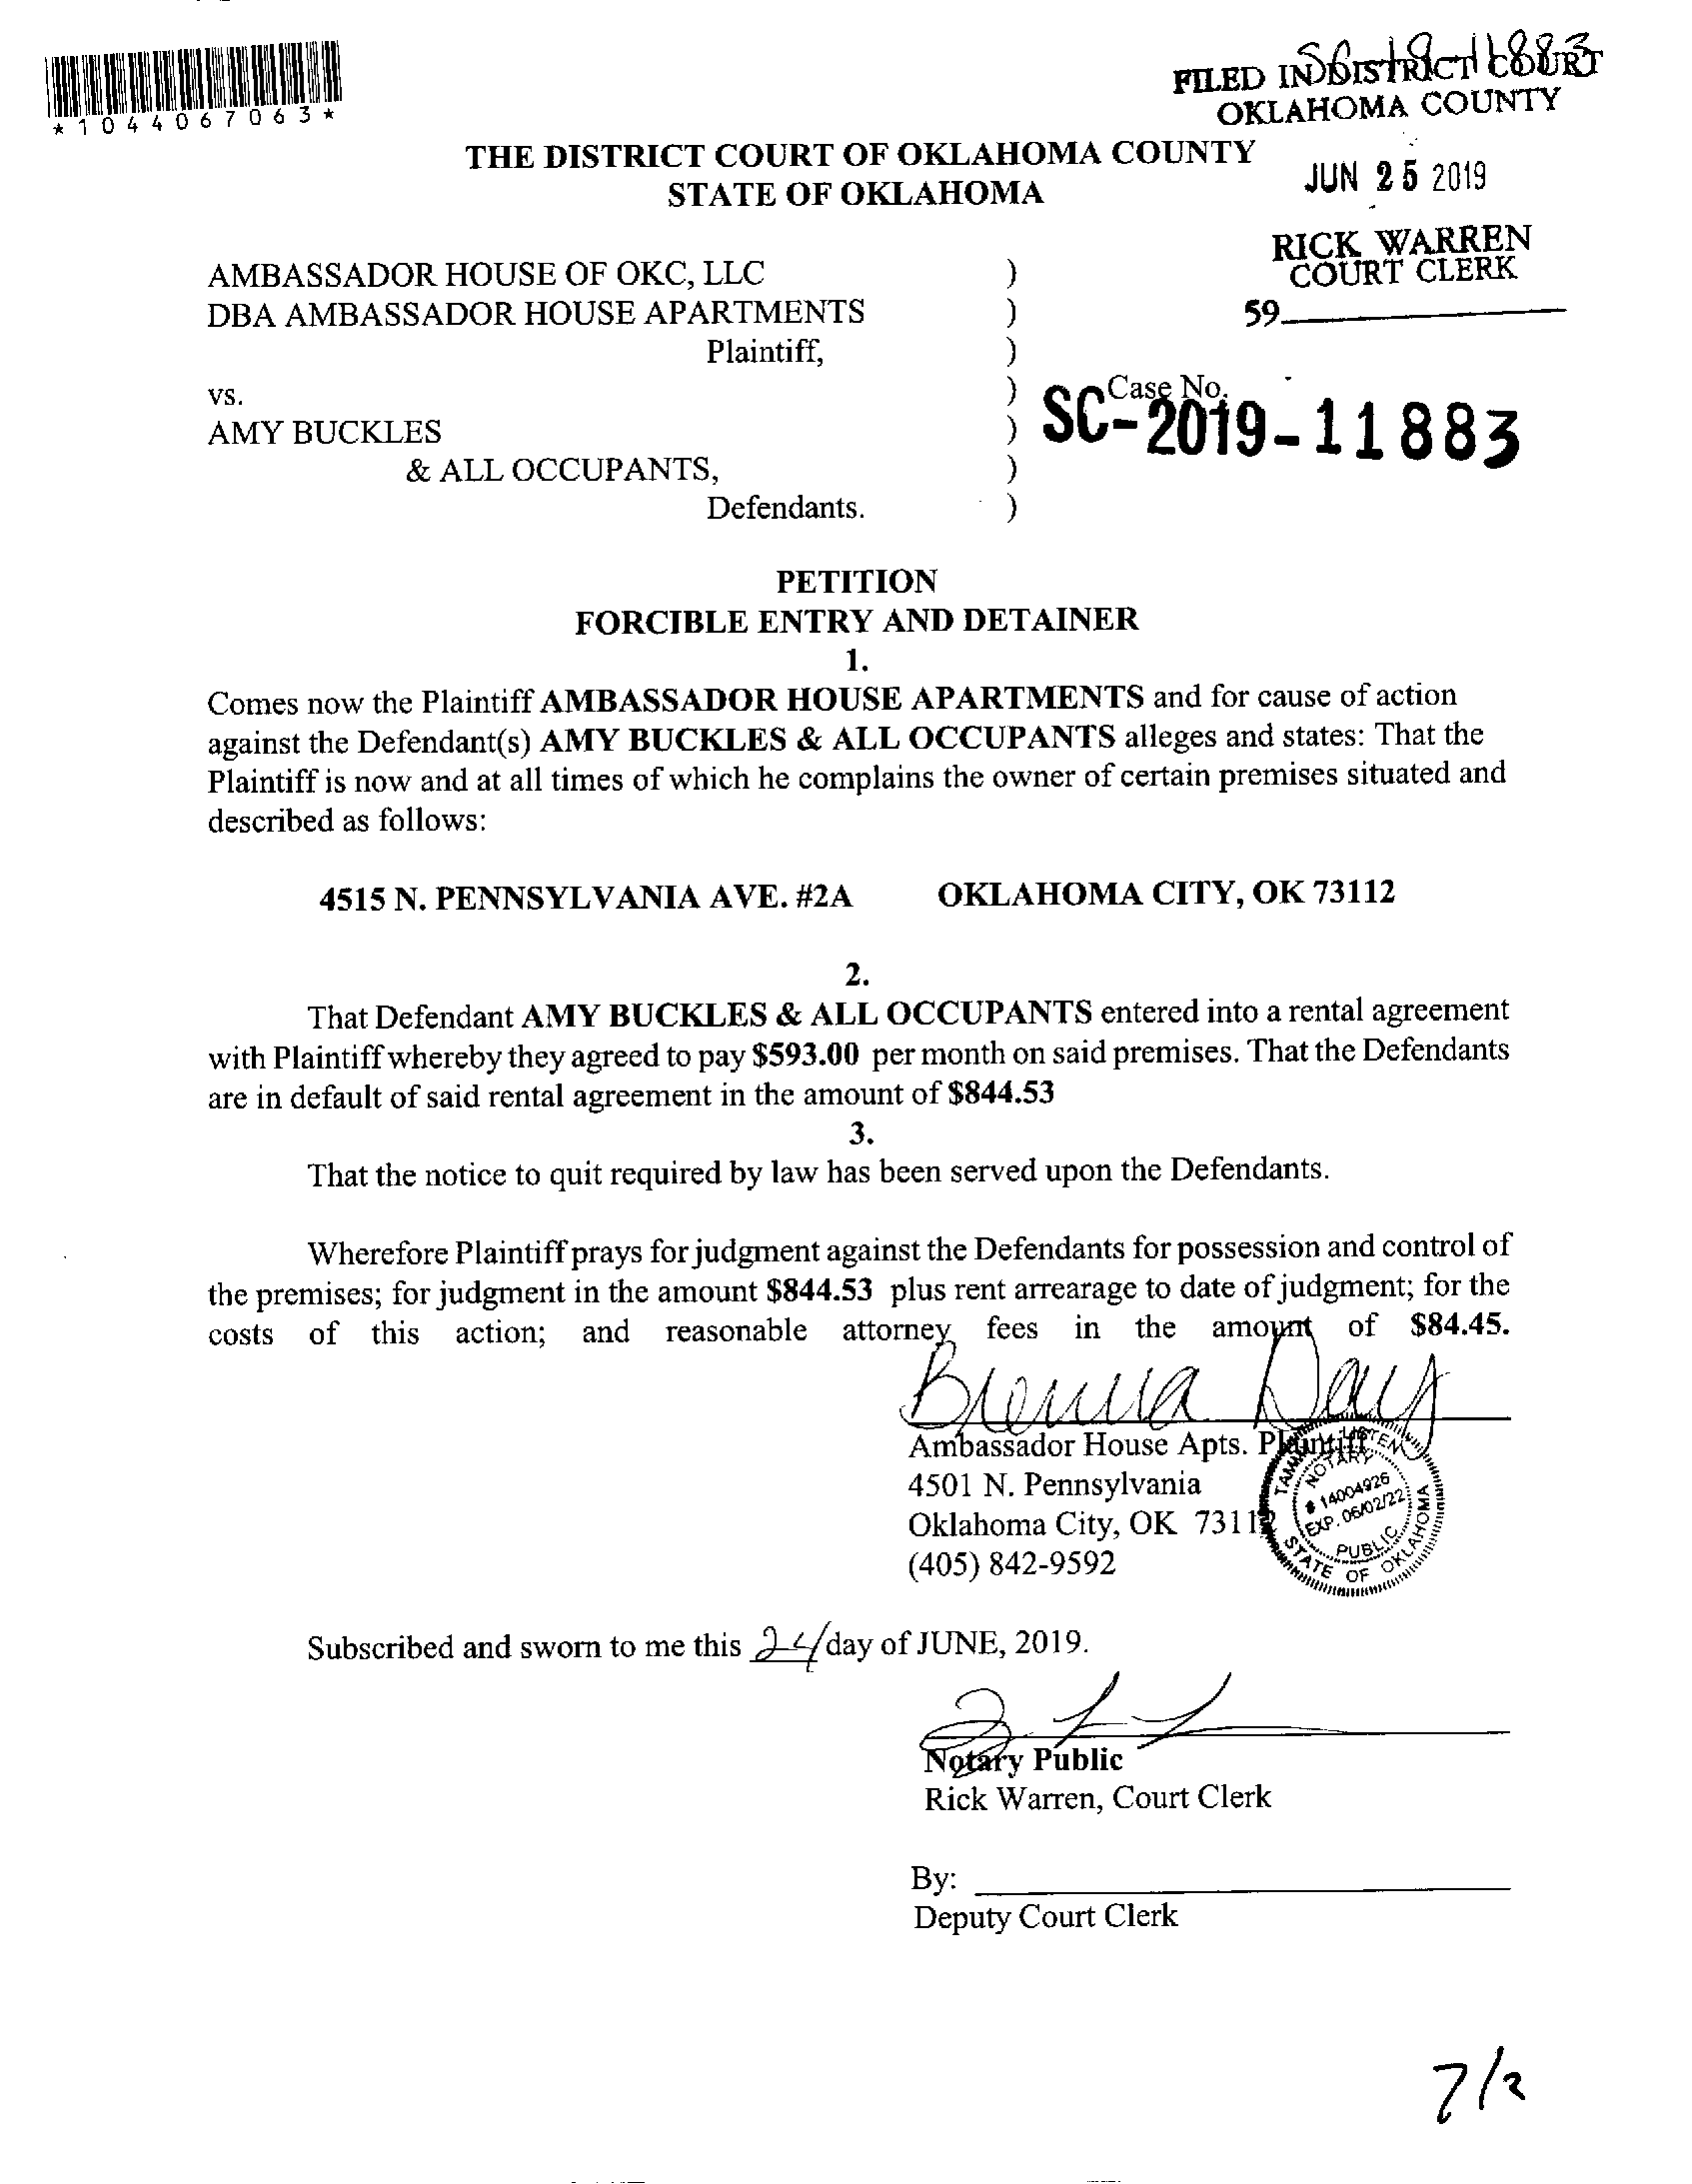 *1044067063*
SC-19-11883
FILED IN DISTRICT COURT
OKLAHOMA COUNTY
JUN 25 2019
RICK WARREN
COURT CLERK
59
THE DISTRICT COURT OF OKLAHOMA COUNTY
STATE OF OKLAHOMA
AMBASSADOR HOUSE OF OKC, LLC )
DBA AMBASSADOR HOUSE APARTMENTS )
Plaintiff, )
vs. ) Case No.
SC-2019-11883
AMY BUCKLES )
& ALL OCCUPANTS, )
Defendants. )
PETITION
FORCIBLE ENTRY AND DETAINER
1.
Comes now the Plaintiff AMBASSADOR HOUSE APARTMENTS and for cause of action
against the Defendant(s) AMY BUCKLES & ALL OCCUPANTS alleges and states: That the
Plaintiff is now and at all times of which he complains the owner of certain premises situated and
described as follows:
4515 N. PENNSYLVANIA AVE. #2A OKLAHOMA CITY, OK 73112
2.
That Defendant AMY BUCKLES & ALL OCCUPANTS entered into a rental agreement
with Plaintiff whereby they agreed to pay $593.00 per month on said premises. That the Defendants
are in default of said rental agreement in the amount of $844.53
3.
That the notice to quit required by law has been served upon the Defendants.
Wherefore Plaintiff prays for judgment against the Defendants for possession and control of
the premises; for judgment in the amount $844.53 plus rent arrearage to date of judgment; for the
costs of this action; and reasonable attorney fees in the amount of $84.45.
Day
Ambassador House Apts. Plaintiff
4501 N. Pennsylvania
Oklahoma City, OK 73112
(405) 842-9592
NOTARY
# 14004926
EXP. 06/02/22
PUBLIC
STATE OF OKLAHOMA
Subscribed and sworn to me this 24 day of JUNE, 2019.
Notary Public
Rick Warren, Court Clerk
By:
Deputy Court Clerk
7/2